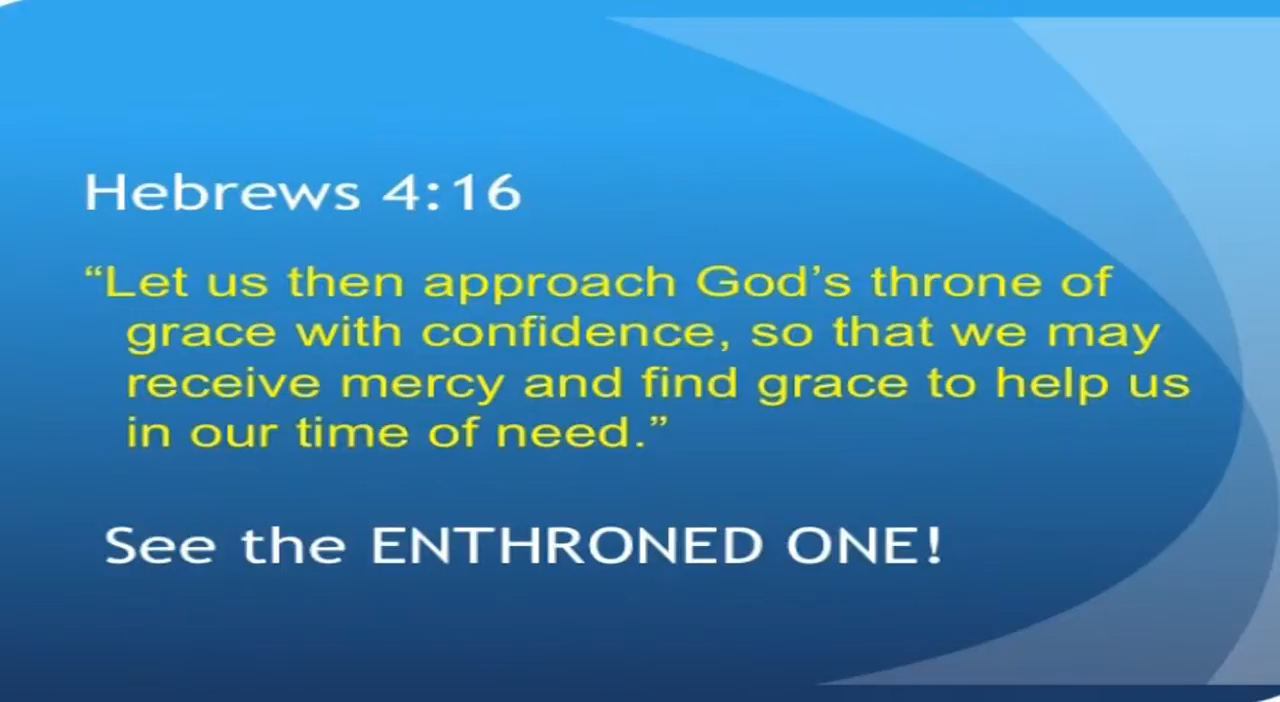 Hebrews 4:16
“Let us then approach God’s throne of
grace with confidence, so that we may
receive mercy and find grace to help us
in our time of need.”
See the ENTHRONED ONE!